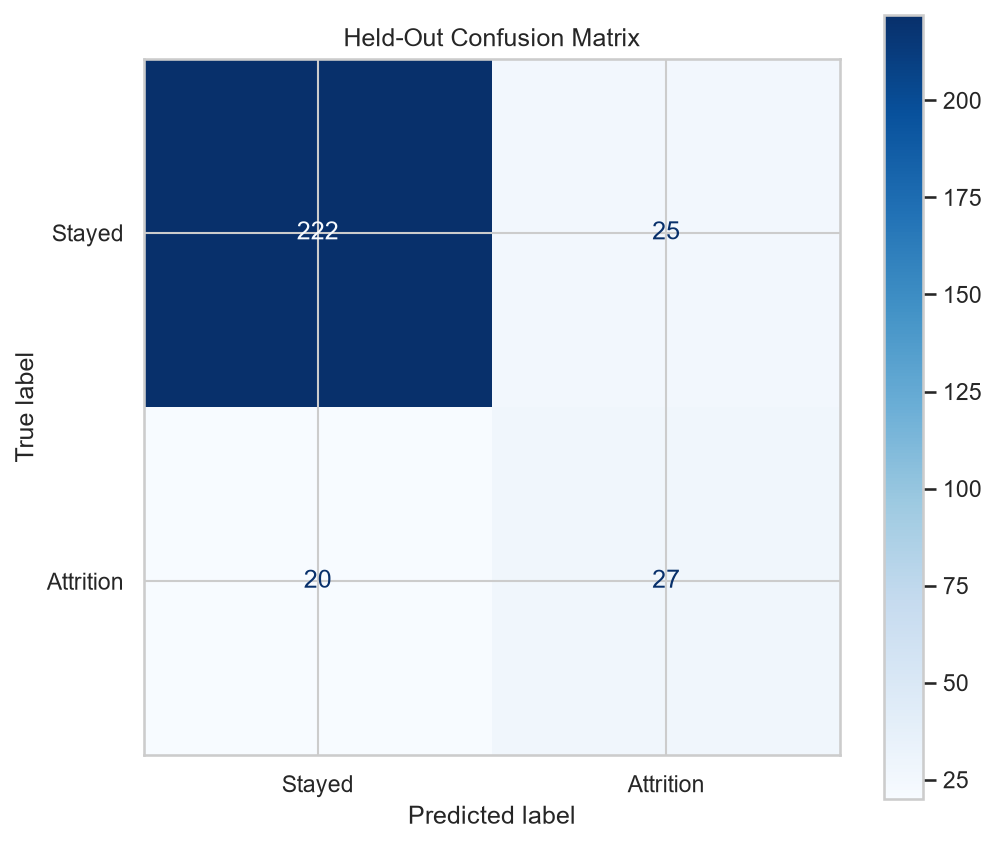 Held-Out Confusion Matrix
True label
Stayed
222
25
Attrition
20
27
Stayed
Attrition
Predicted label
200
175
150
125
100
75
50
25